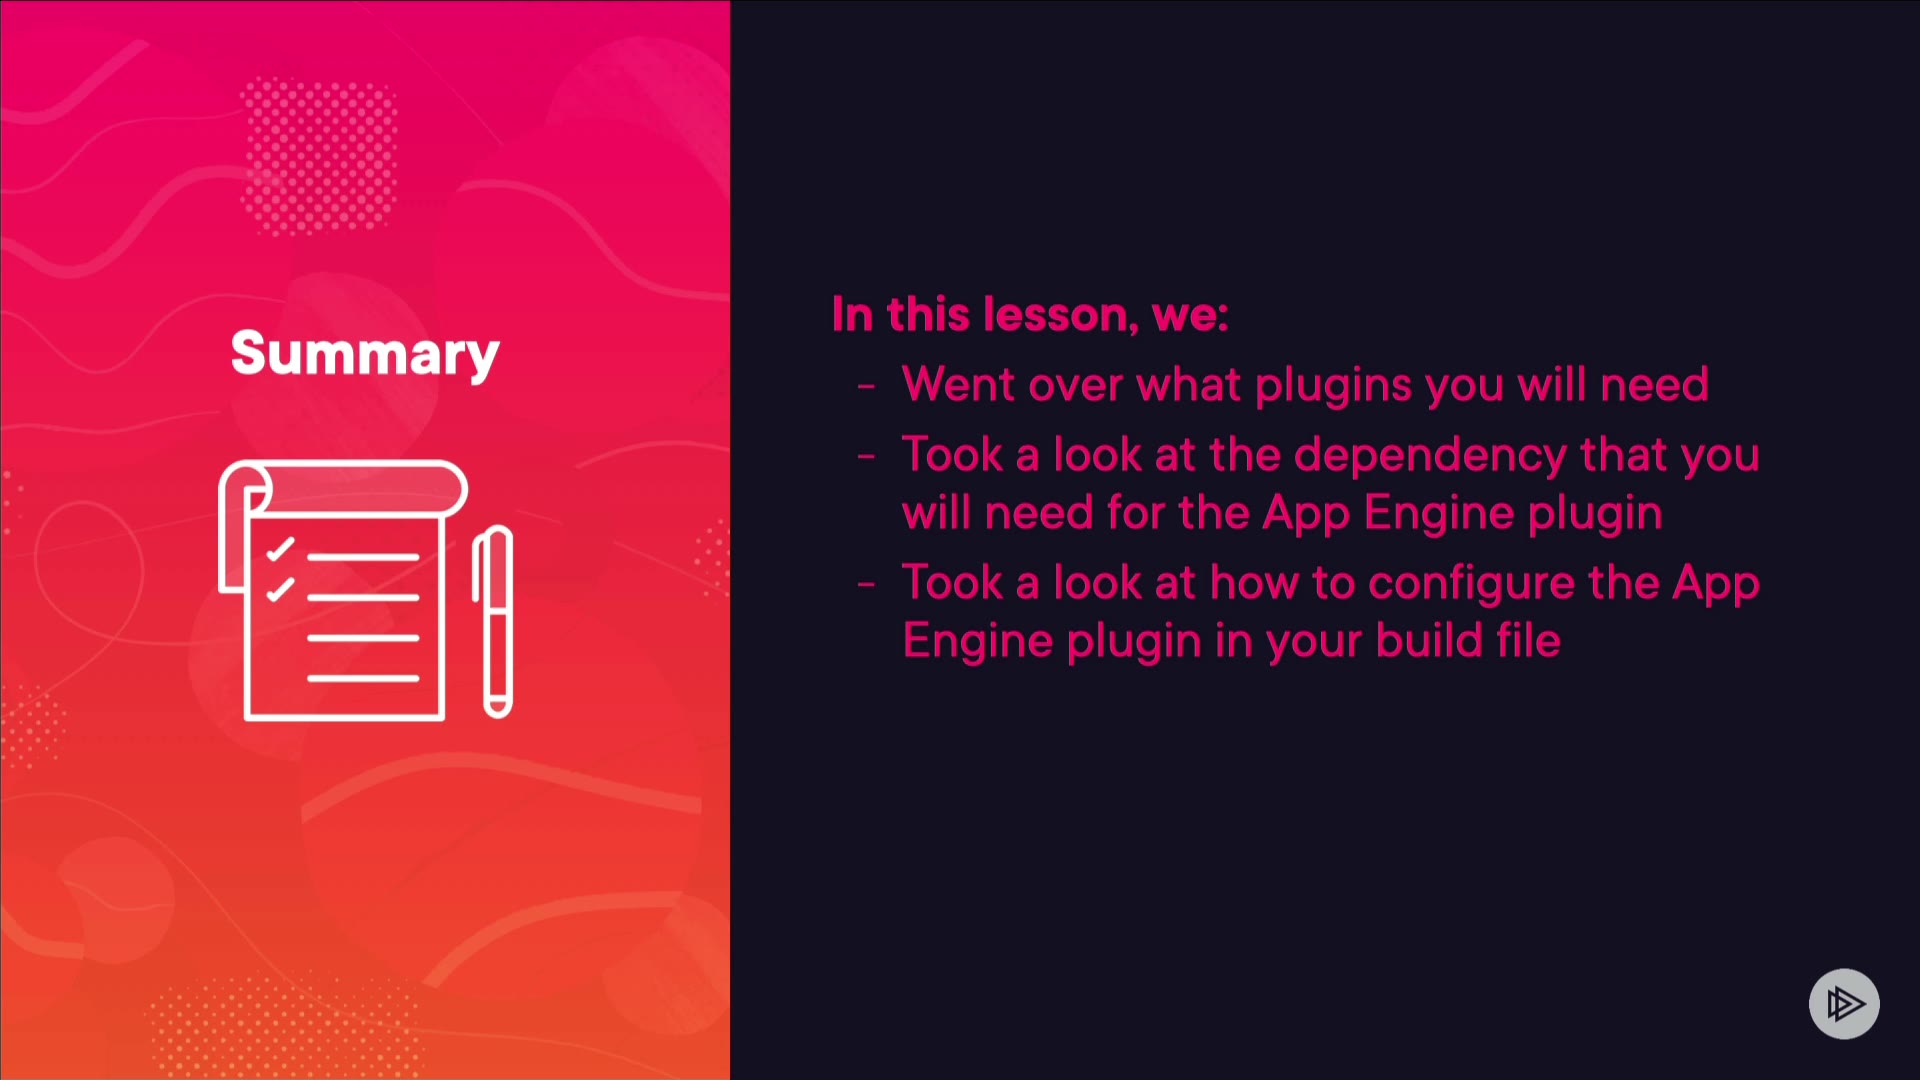 Summary
In this lesson, we:
- Went over what plugins you will need
- Took a look at the dependency that you
will need for the App Engine plugin
- Took a look at how to configure the App
Engine plugin in your build file